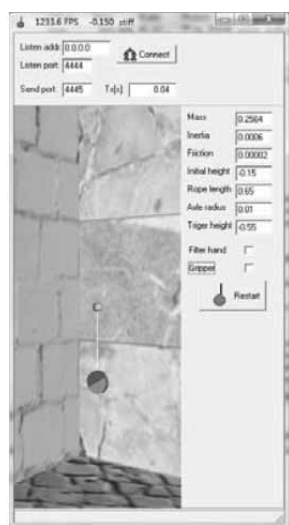 1233.6 FPS -0.150 stiff
Listen addr: 0.0.0.0
Connect
Listen port: 4444
Send port: 4445 Ts[s]: 0.04
Mass 0.2564
Inertia 0.0006
Friction 0.00002
Initial height -0.15
Rope length 0.65
Axle radius 0.01
Triger height -0.55
Filter hand
Gripper
Restart